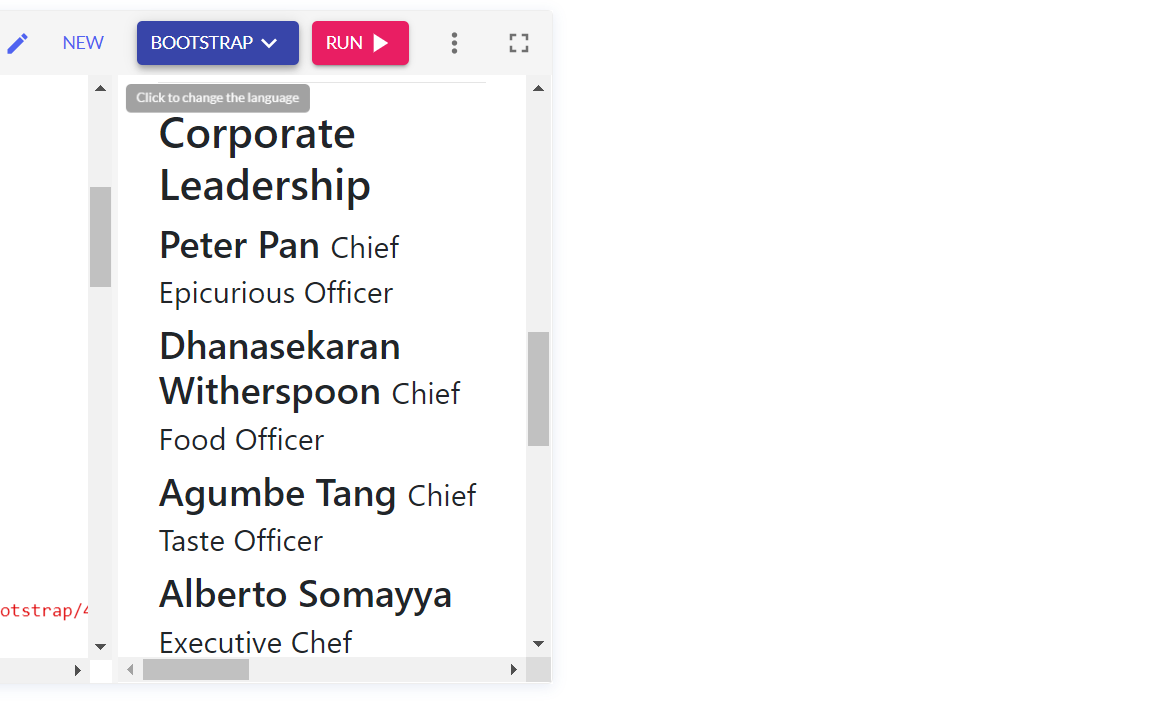 NEW BOOTSTRAP RUN
Click to change the language
Corporate
Leadership
Peter Pan Chief
Epicurious Officer
Dhanasekaran
Witherspoon Chief
Food Officer
Agumbe Tang Chief
Taste Officer
Alberto Somayya
otstrap/4
Executive Chef